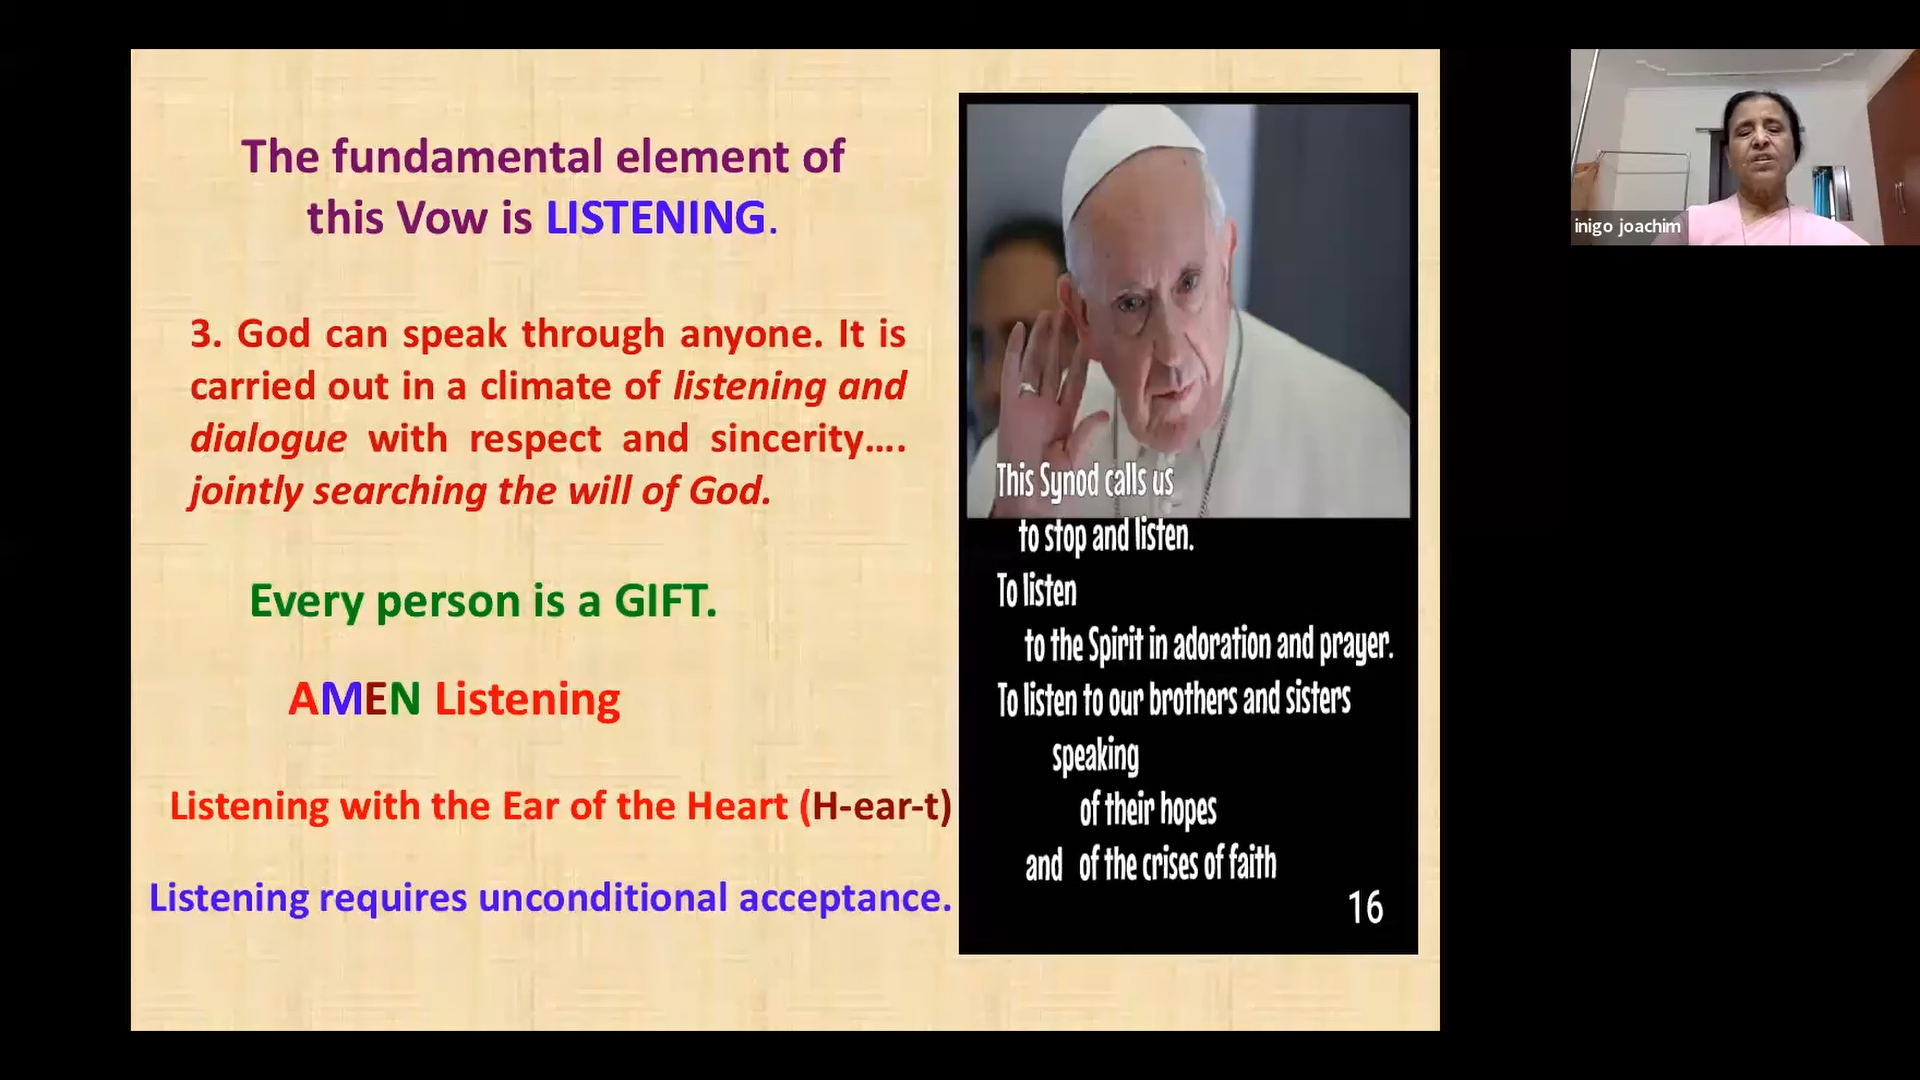 The fundamental element of
this Vow is LISTENING.
3. God can speak through anyone. It is
carried out in a climate of listening and
dialogue with respect and sincerity....
jointly searching the will of God.
Every person is a GIFT.
AMEN Listening
Listening with the Ear of the Heart (H-ear-t)
Listening requires unconditional acceptance.
This Synod calls us
to stop and listen.
To listen
to the Spirit in adoration and prayer.
To listen to our brothers and sisters
speaking
of their hopes
and of the crises of faith
16
inigo joachim